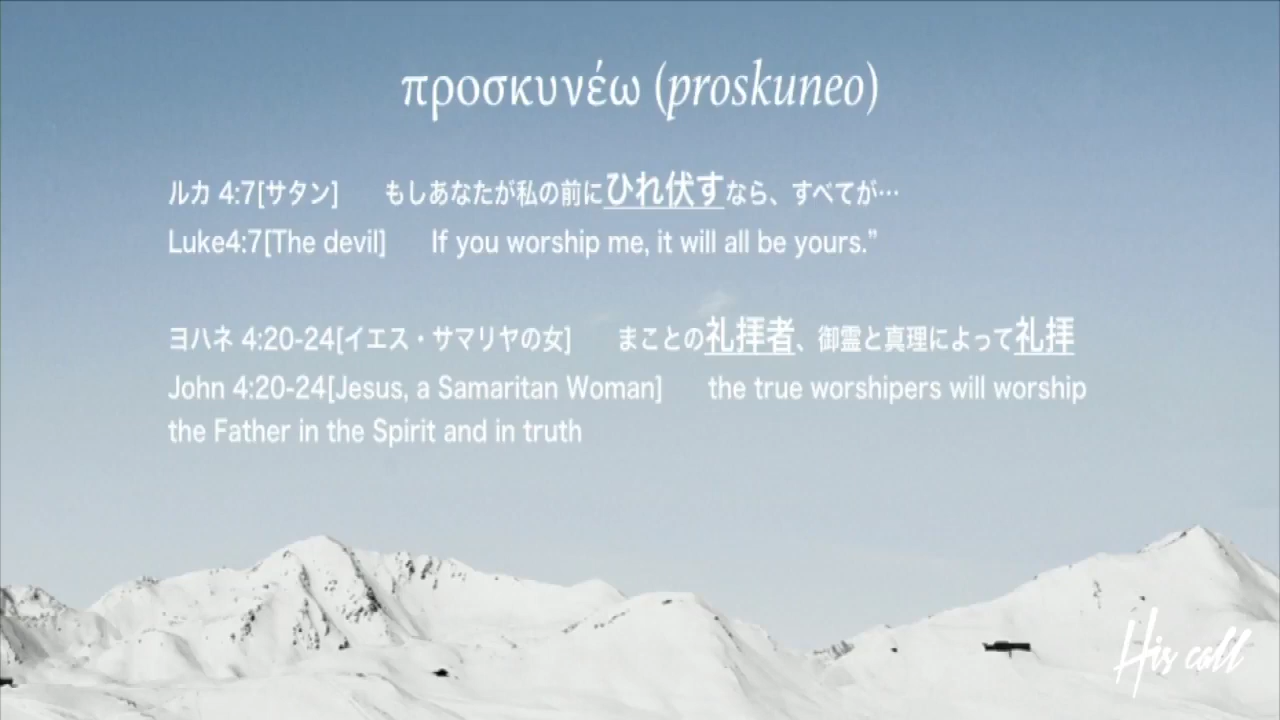 προσκυνέω (proskuneo)
ルカ 4:7[サタン] もしあなたが私の前にひれ伏すなら、すべてが…
Luke4:7[The devil] If you worship me, it will all be yours.”
ヨハネ 4:20-24[イエス・サマリヤの女] まことの礼拝者、御霊と真理によって礼拝
John 4:20-24[Jesus, a Samaritan Woman] the true worshipers will worship
the Father in the Spirit and in truth
His call